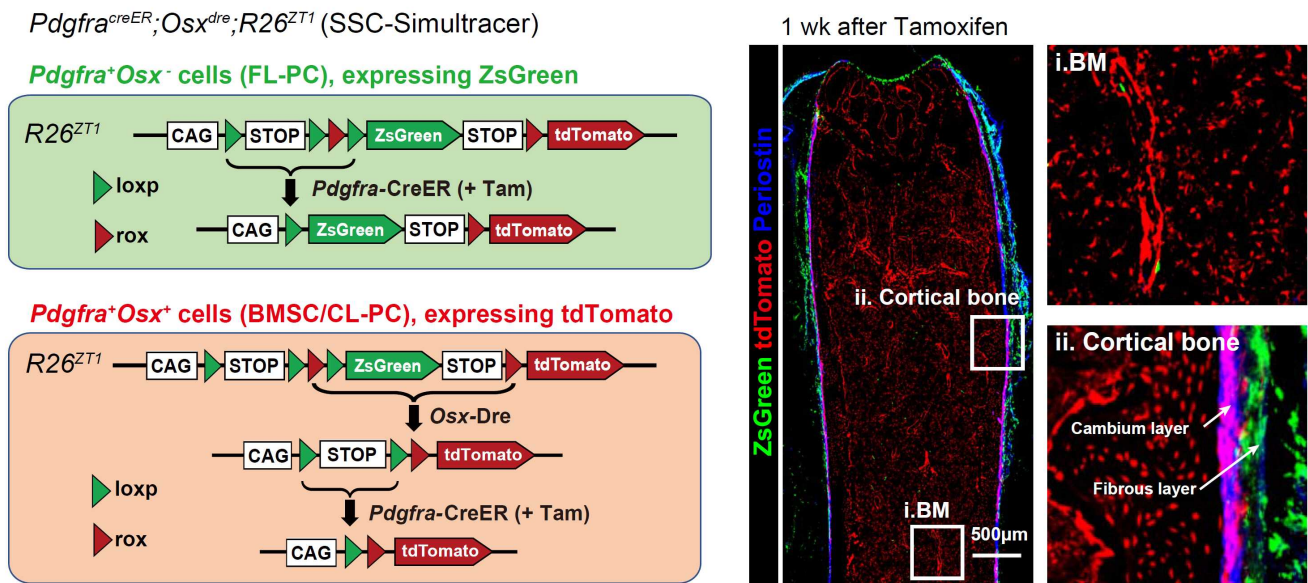 Pdgfra^creER;Osx^dre;R26^ZT1 (SSC-Simultracer)
Pdgfra+Osx- cells (FL-PC), expressing ZsGreen
R26^ZT1
CAG STOP ZsGreen STOP tdTomato
loxp
Pdgfra-CreER (+ Tam)
rox
CAG ZsGreen STOP tdTomato
Pdgfra+Osx+ cells (BMSC/CL-PC), expressing tdTomato
R26^ZT1
CAG STOP ZsGreen STOP tdTomato
Osx-Dre
CAG STOP tdTomato
loxp
Pdgfra-CreER (+ Tam)
rox
CAG tdTomato
1 wk after Tamoxifen
ZsGreen tdTomato Periostin
ii. Cortical bone
i.BM
500μm
i.BM
ii. Cortical bone
Cambium layer
Fibrous layer